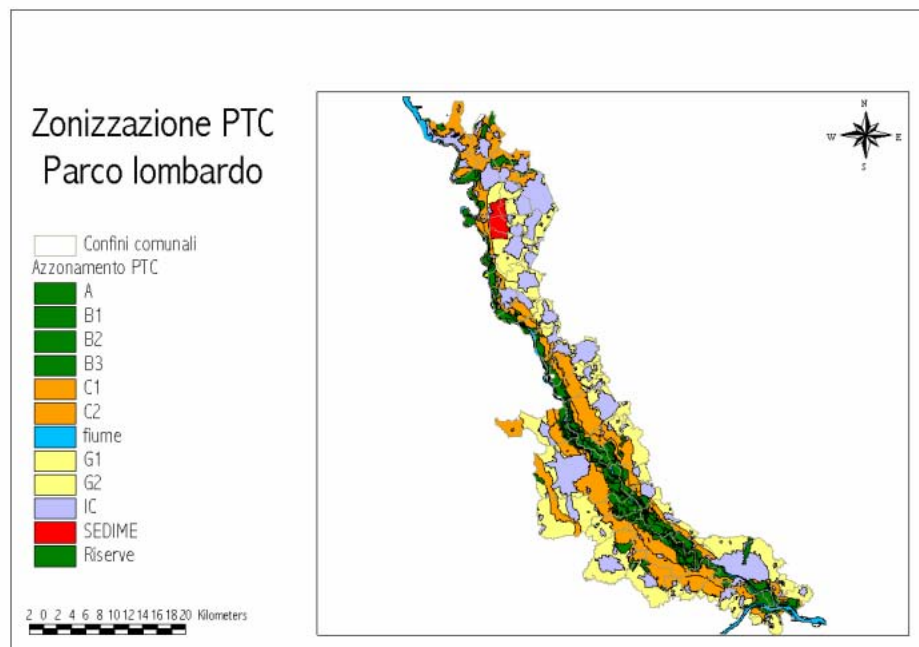 Zonizzazione PTC
Parco lombardo
Confini comunali
Azzonamento PTC
A
B1
B2
B3
C1
C2
fiume
G1
G2
IC
SEDIME
Riserve
2 0 2 4 6 8 10 12 14 16 18 20 Kilometers
N
W E
S